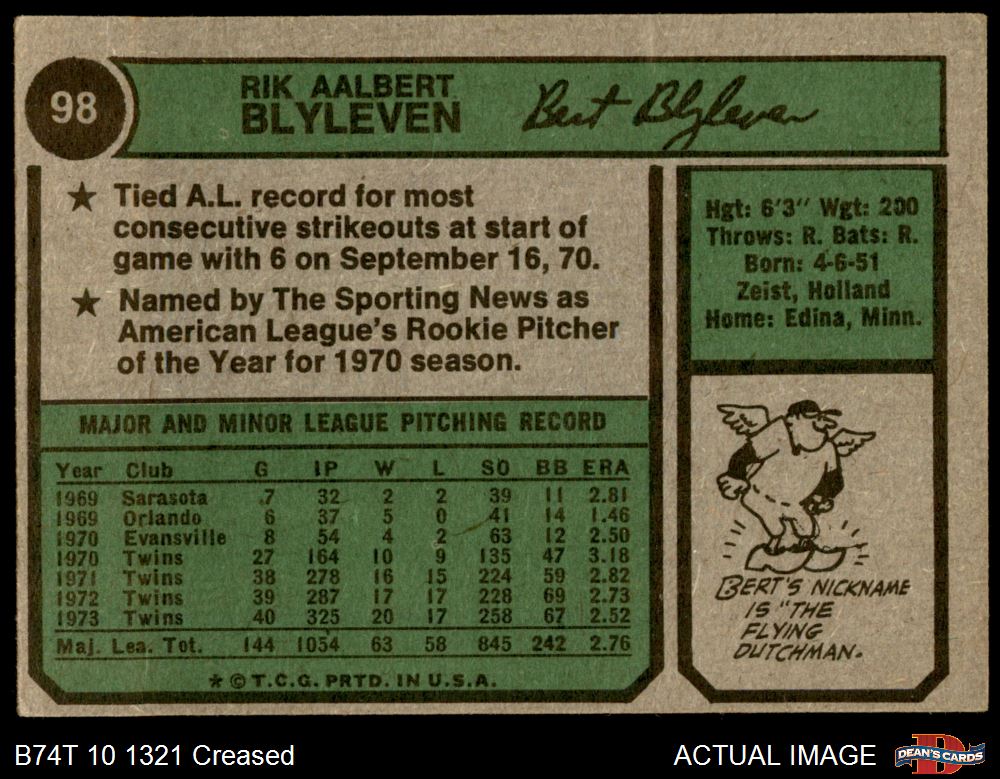 98
RIK AALBERT
BLYLEVEN
Bert Blyleven
★ Tied A.L. record for most
consecutive strikeouts at start of
game with 6 on September 16, 70.
★ Named by The Sporting News as
American League's Rookie Pitcher
of the Year for 1970 season.
Hgt: 6'3" Wgt: 200
Throws: R. Bats: R.
Born: 4-6-51
Zeist, Holland
Home: Edina, Minn.
MAJOR AND MINOR LEAGUE PITCHING RECORD
Year Club G IP W L SO BB ERA
1969 Sarasota 7 32 2 2 39 11 2.81
1969 Orlando 6 37 5 0 41 14 1.46
1970 Evansville 8 54 4 2 63 12 2.50
1970 Twins 27 164 10 9 135 47 3.18
1971 Twins 38 278 16 15 224 59 2.82
1972 Twins 39 287 17 17 228 69 2.73
1973 Twins 40 325 20 17 258 67 2.52
Maj. Lea. Tot. 144 1054 63 58 845 242 2.76
* © T.C.G. PRTD. IN U.S.A.
BERT'S NICKNAME
IS "THE
FLYING
DUTCHMAN.
B74T 10 1321 Creased
ACTUAL IMAGE
DEAN'S CARDS